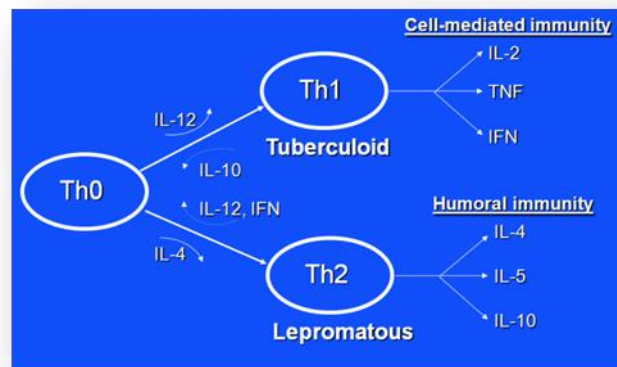 Cell-mediated immunity
IL-2
Th1
TNF
IL-12
IFN
Tuberculoid
IL-10
Th0
IL-12, IFN
Humoral immunity
IL-4
IL-4
Th2
IL-5
Lepromatous
IL-10